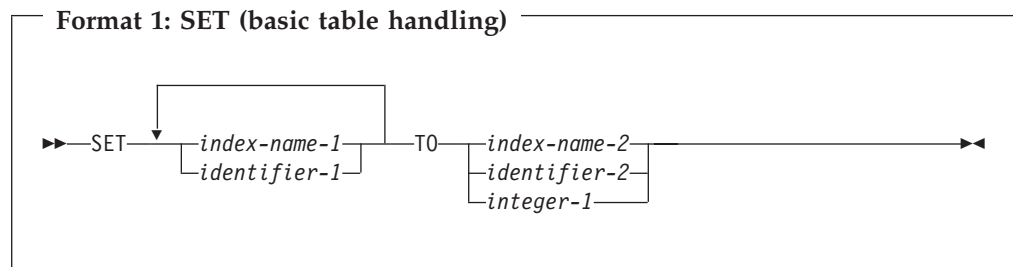 Format 1: SET (basic table handling)
SET index-name-1 TO index-name-2
identifier-1 identifier-2
integer-1